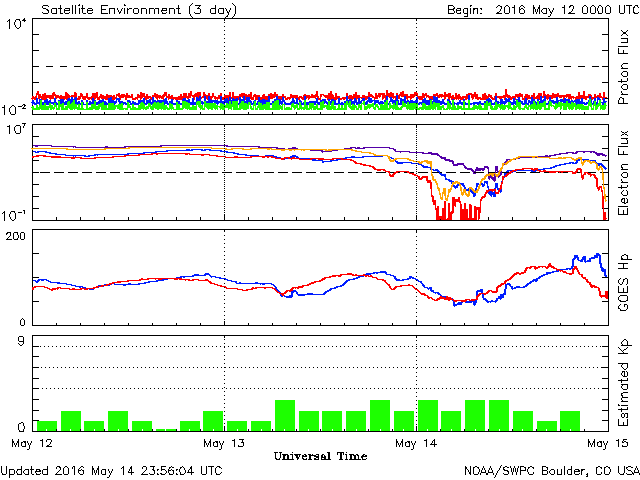 Satellite Environment (3 day)
Begin: 2016 May 12 0000 UTC
10^4
10^-2
Proton Flux
10^7
10^-1
Electron Flux
200
0
GOES Hp
9
0
Estimated Kp
May 12
May 13
May 14
May 15
Universal Time
Updated 2016 May 14 23:56:04 UTC
NOAA/SWPC Boulder, CO USA